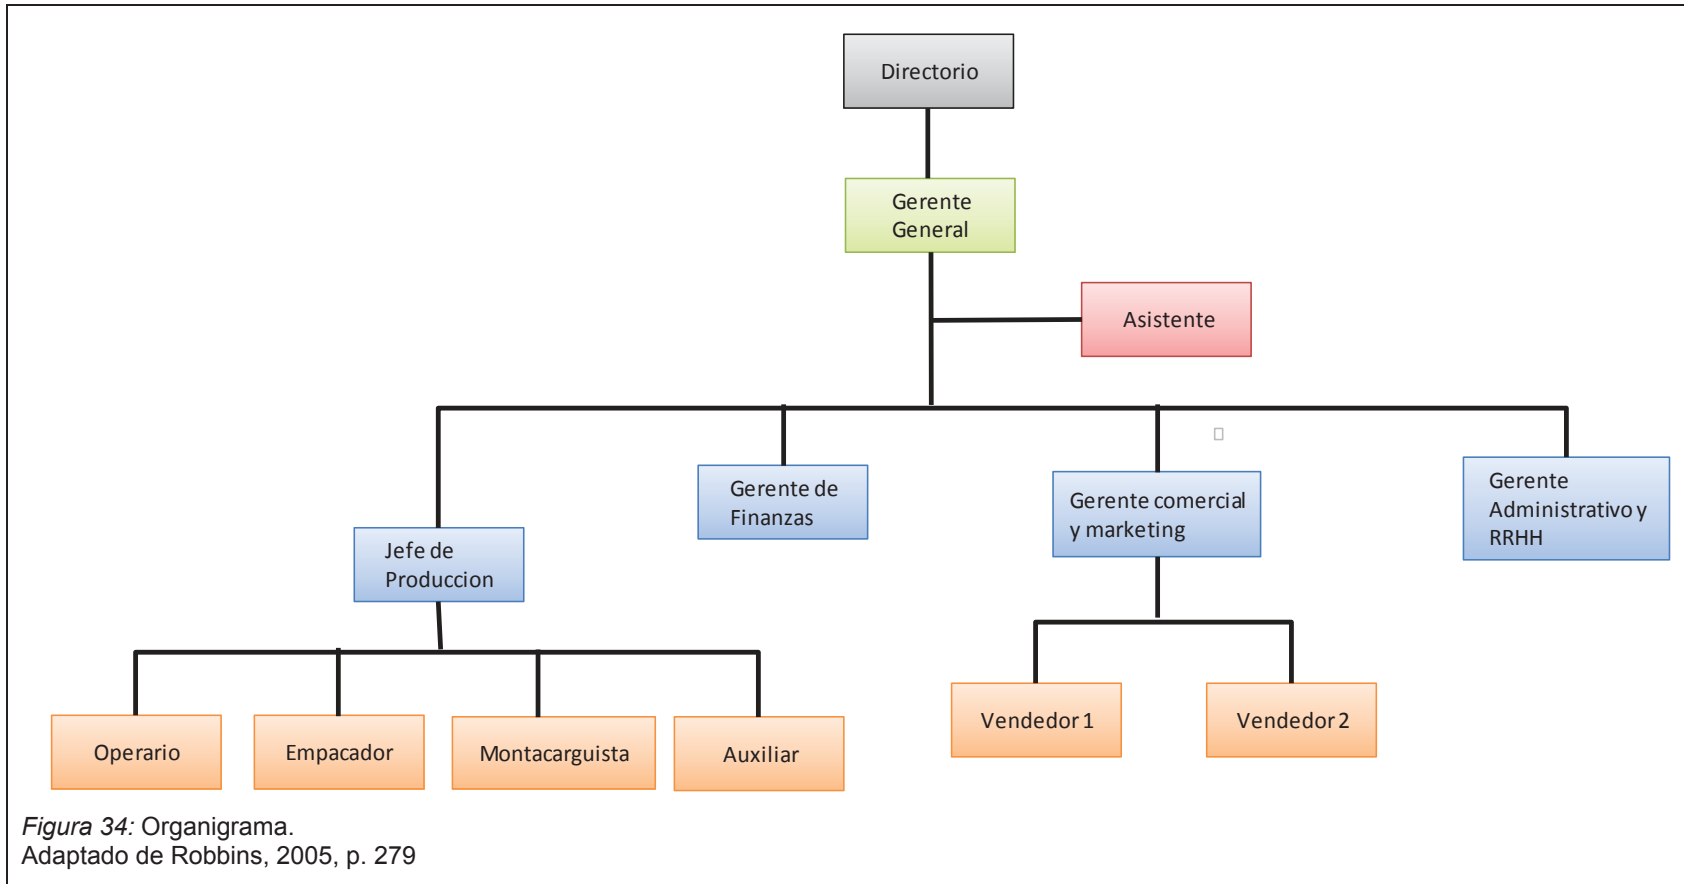 Directorio
Gerente
General
Asistente
Gerente de
Finanzas
Gerente comercial
y marketing
Gerente
Administrativo y
RRHH
Jefe de
Produccion
Operario
Empacador
Montacarguista
Auxiliar
Vendedor 1
Vendedor 2
Figura 34: Organigrama.
Adaptado de Robbins, 2005, p. 279